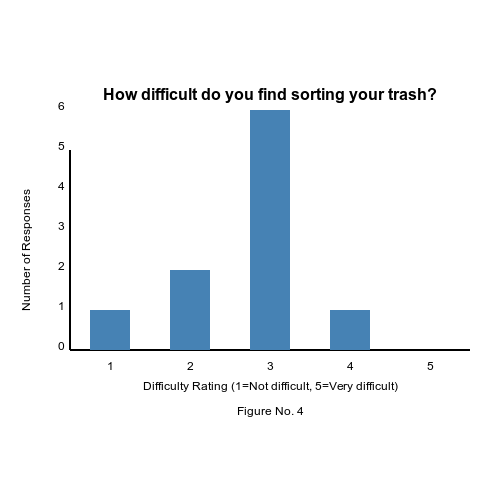 How difficult do you find sorting your trash?
6
5
4
3
2
1
0
Number of Responses
1 2 3 4 5
Difficulty Rating (1=Not difficult, 5=Very difficult)
Figure No. 4